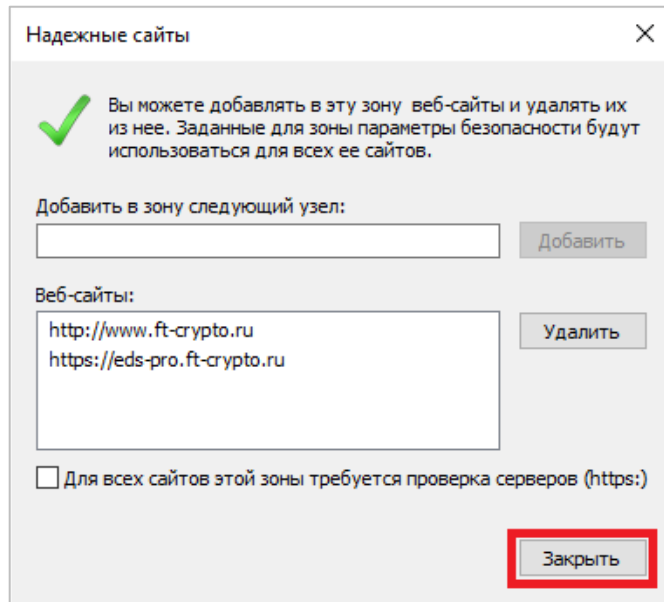 Надежные сайты
Вы можете добавлять в эту зону веб-сайты и удалять их
из нее. Заданные для зоны параметры безопасности будут
использоваться для всех ее сайтов.
Добавить в зону следующий узел:
Добавить
Веб-сайты:
http://www.ft-crypto.ru
https://eds-pro.ft-crypto.ru
Удалить
Для всех сайтов этой зоны требуется проверка серверов (https:)
Закрыть